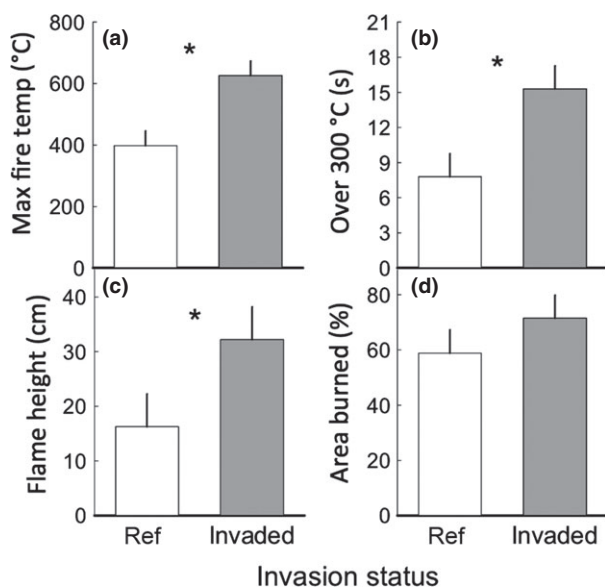 (a)
*
Max fire temp (°C)
800
600
400
200
0
(b)
*
Over 300 °C (s)
21
18
15
12
9
6
3
0
(c)
*
Flame height (cm)
40
30
20
10
0
Ref
Invaded
(d)
Area burned (%)
80
60
40
20
0
Ref
Invaded
Invasion status